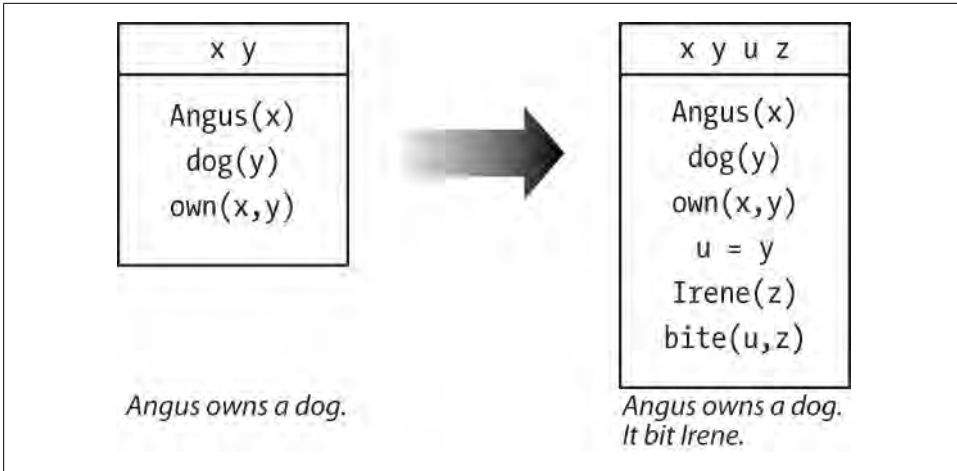 x y
Angus(x)
dog(y)
own(x,y)
Angus owns a dog.
x y u z
Angus(x)
dog(y)
own(x,y)
u = y
Irene(z)
bite(u,z)
Angus owns a dog.
It bit Irene.